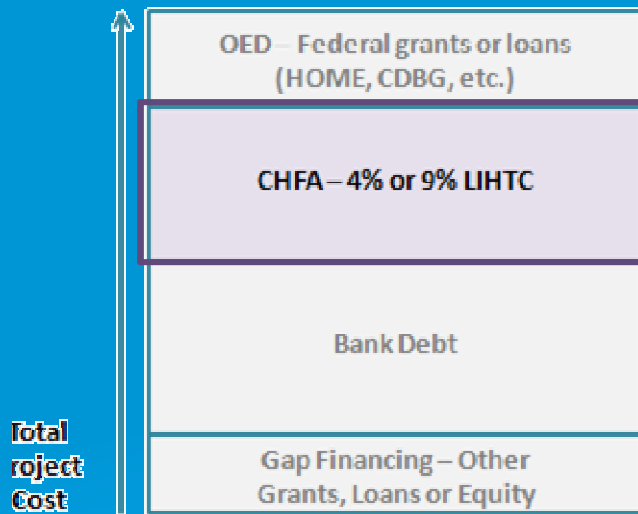 OED – Federal grants or loans
(HOME, CDBG, etc.)
CHFA – 4% or 9% LIHTC
Bank Debt
Total
roject
Cost
Gap Financing – Other
Grants, Loans or Equity